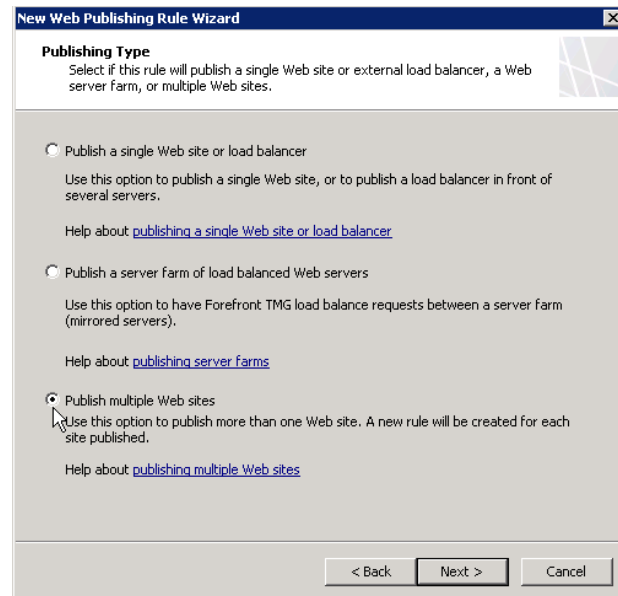 New Web Publishing Rule Wizard
Publishing Type
Select if this rule will publish a single Web site or external load balancer, a Web
server farm, or multiple Web sites.
Publish a single Web site or load balancer
Use this option to publish a single Web site, or to publish a load balancer in front of
several servers.
Help about publishing a single Web site or load balancer
Publish a server farm of load balanced Web servers
Use this option to have Forefront TMG load balance requests between a server farm
(mirrored servers).
Help about publishing server farms
Publish multiple Web sites
Use this option to publish more than one Web site. A new rule will be created for each
site published.
Help about publishing multiple Web sites
< Back Next > Cancel